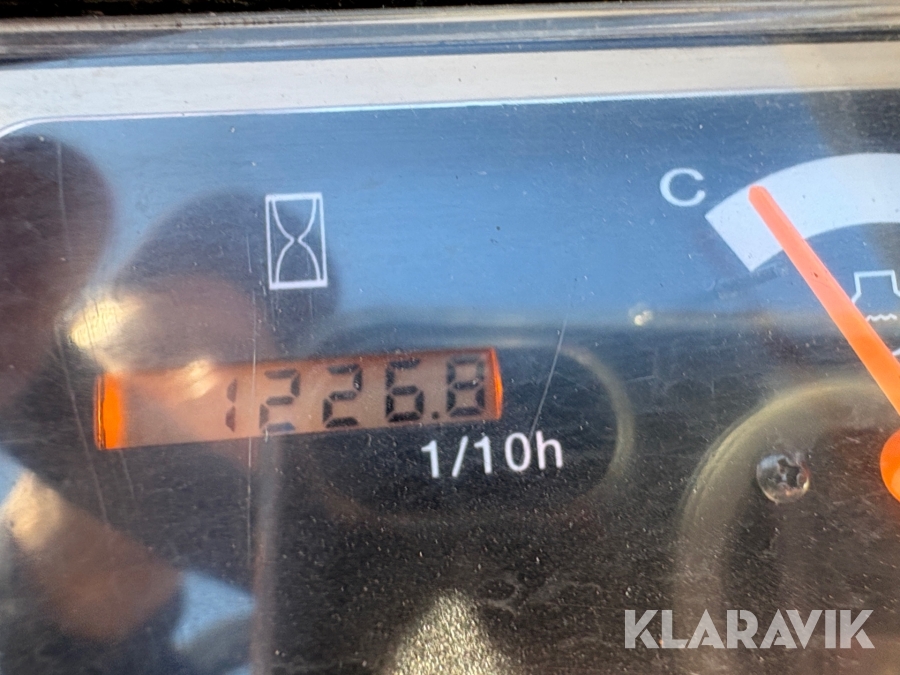 C
1226.8
1/10h
KLARAVIK